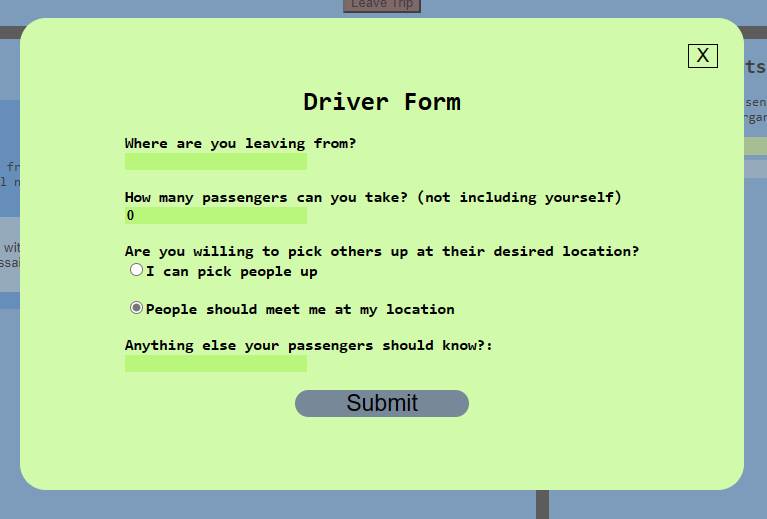 Leave Trip
X
ts
Driver Form
Where are you leaving from?
How many passengers can you take? (not including yourself)
0
Are you willing to pick others up at their desired location?
I can pick people up
People should meet me at my location
Anything else your passengers should know?:
Submit